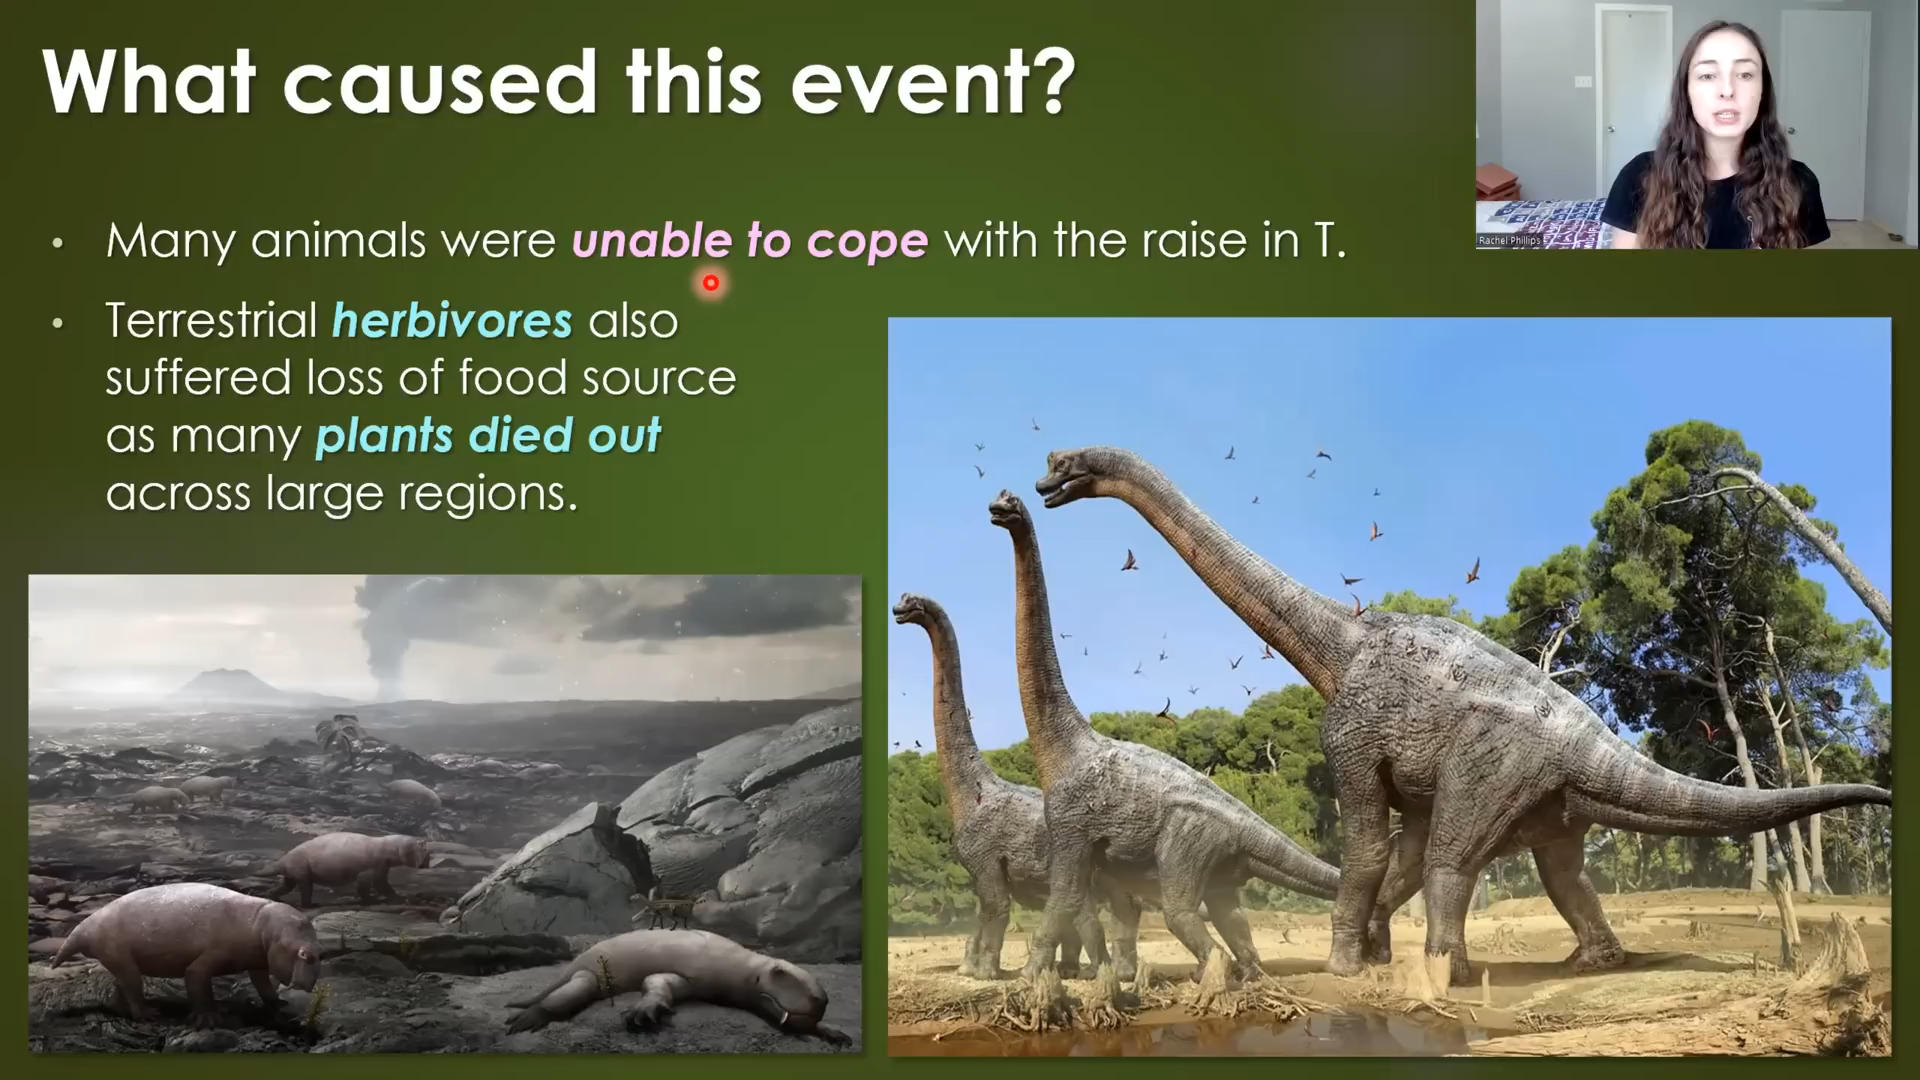 What caused this event?
Rachel Phillips
• Many animals were unable to cope with the raise in T.
• Terrestrial herbivores also
suffered loss of food source
as many plants died out
across large regions.